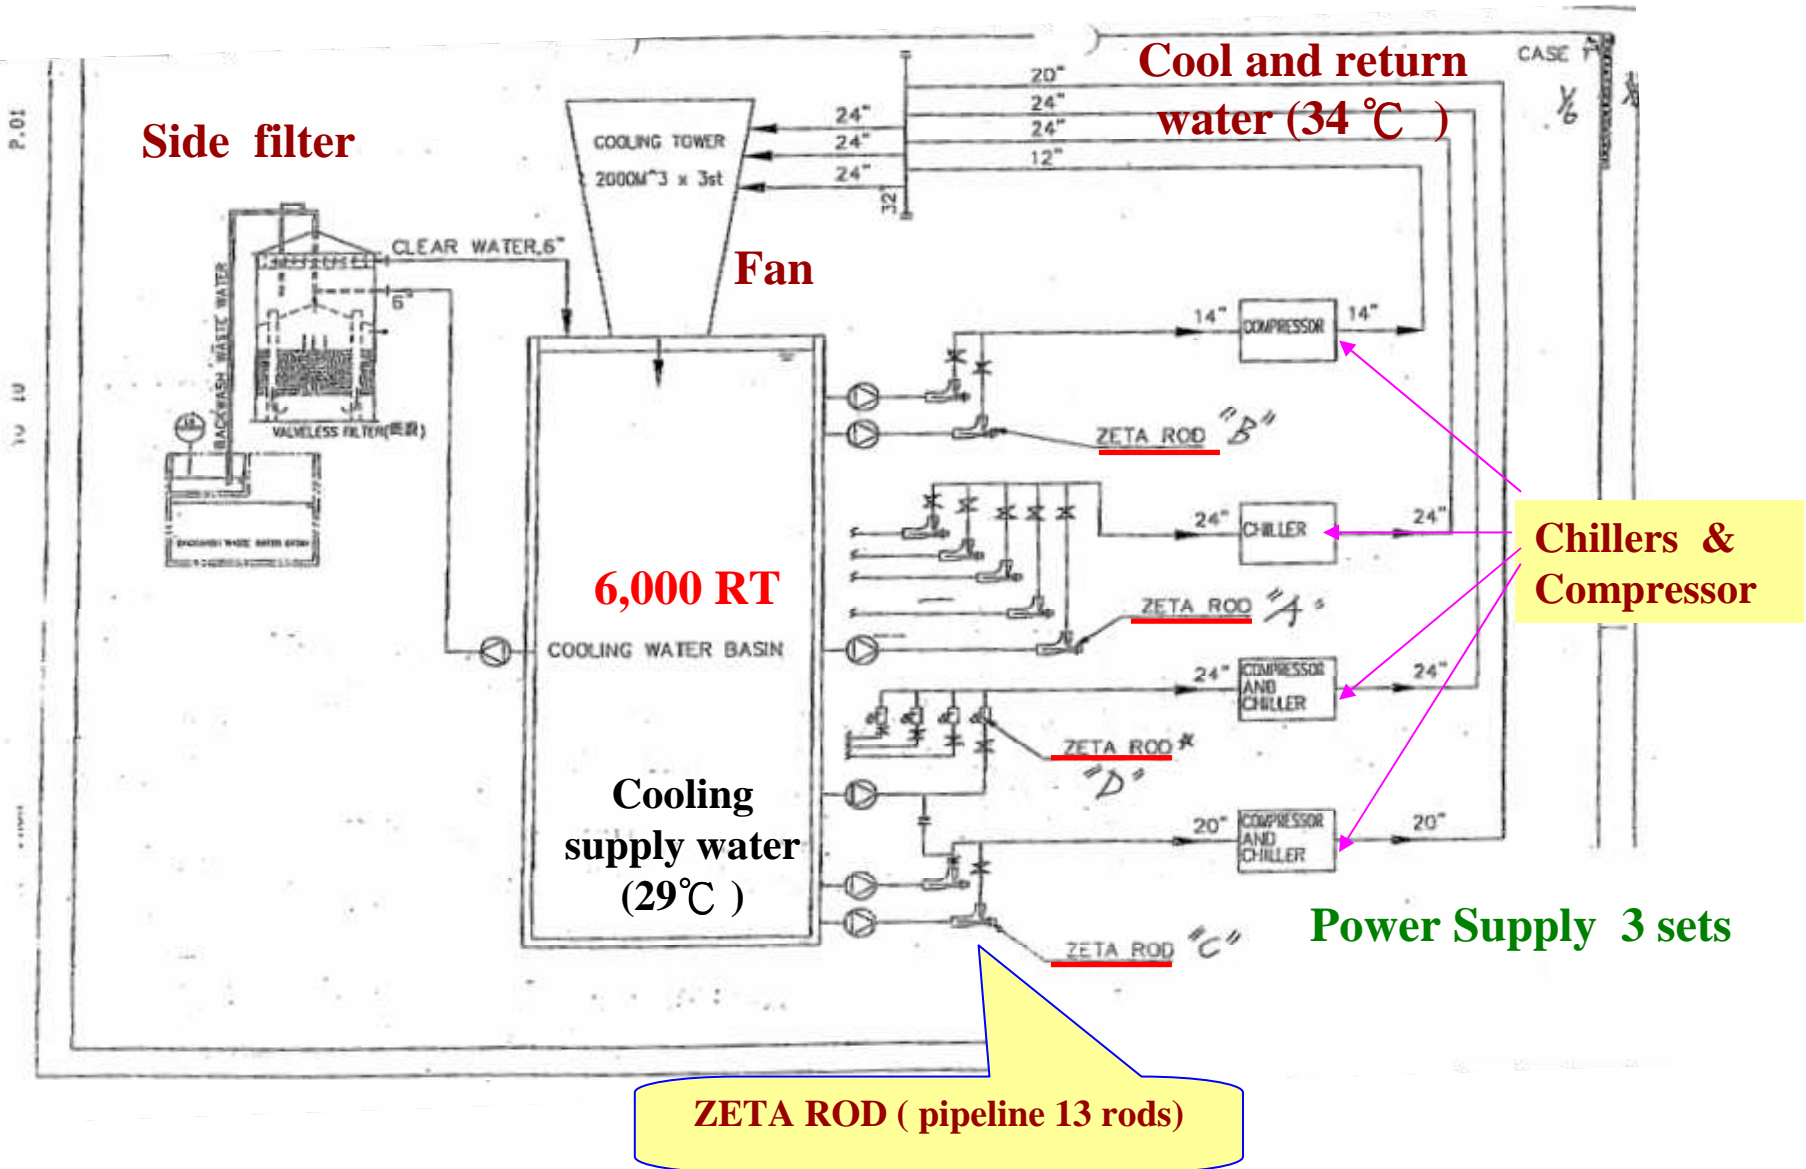 P.01
CASE 1
Cool and return
water (34 ℃ )
Side filter
20"
24"
24"
12"
24"
24"
24"
32"
COOLING TOWER
2000M^3 x 3st
CLEAR WATER,6"
6"
Fan
BACKWASH WASTE WATER
VALVELESS FILTER
14"
COMPRESSOR
14"
ZETA ROD "B"
24"
CHILLER
24"
Chillers &
Compressor
6,000 RT
ZETA ROD "A"
COOLING WATER BASIN
24"
COMPRESSOR
AND
CHILLER
24"
ZETA ROD*
"D"
Cooling
supply water
(29℃ )
20"
COMPRESSOR
AND
CHILLER
20"
ZETA ROD "C"
Power Supply 3 sets
ZETA ROD ( pipeline 13 rods)